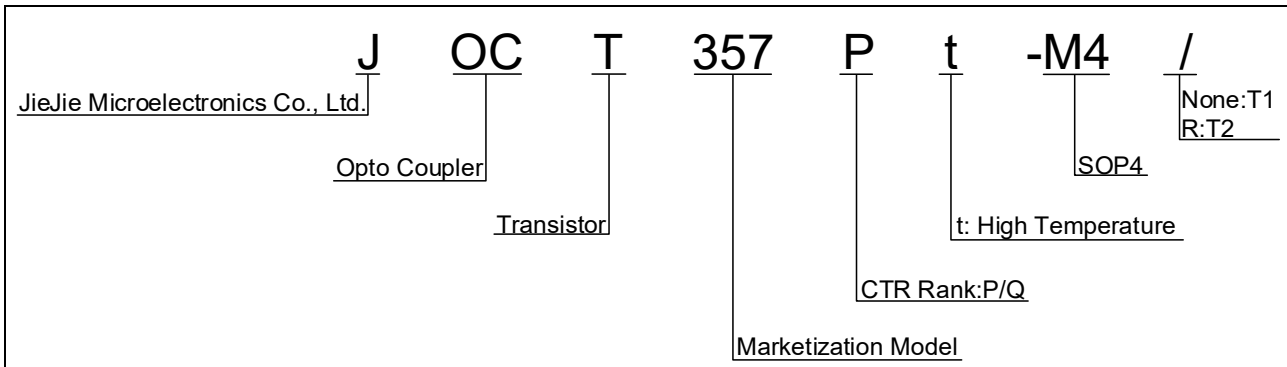 J OC T 357 P t -M4 /
JieJie Microelectronics Co., Ltd.
None:T1
R:T2
Opto Coupler
SOP4
Transistor
t: High Temperature
CTR Rank:P/Q
Marketization Model